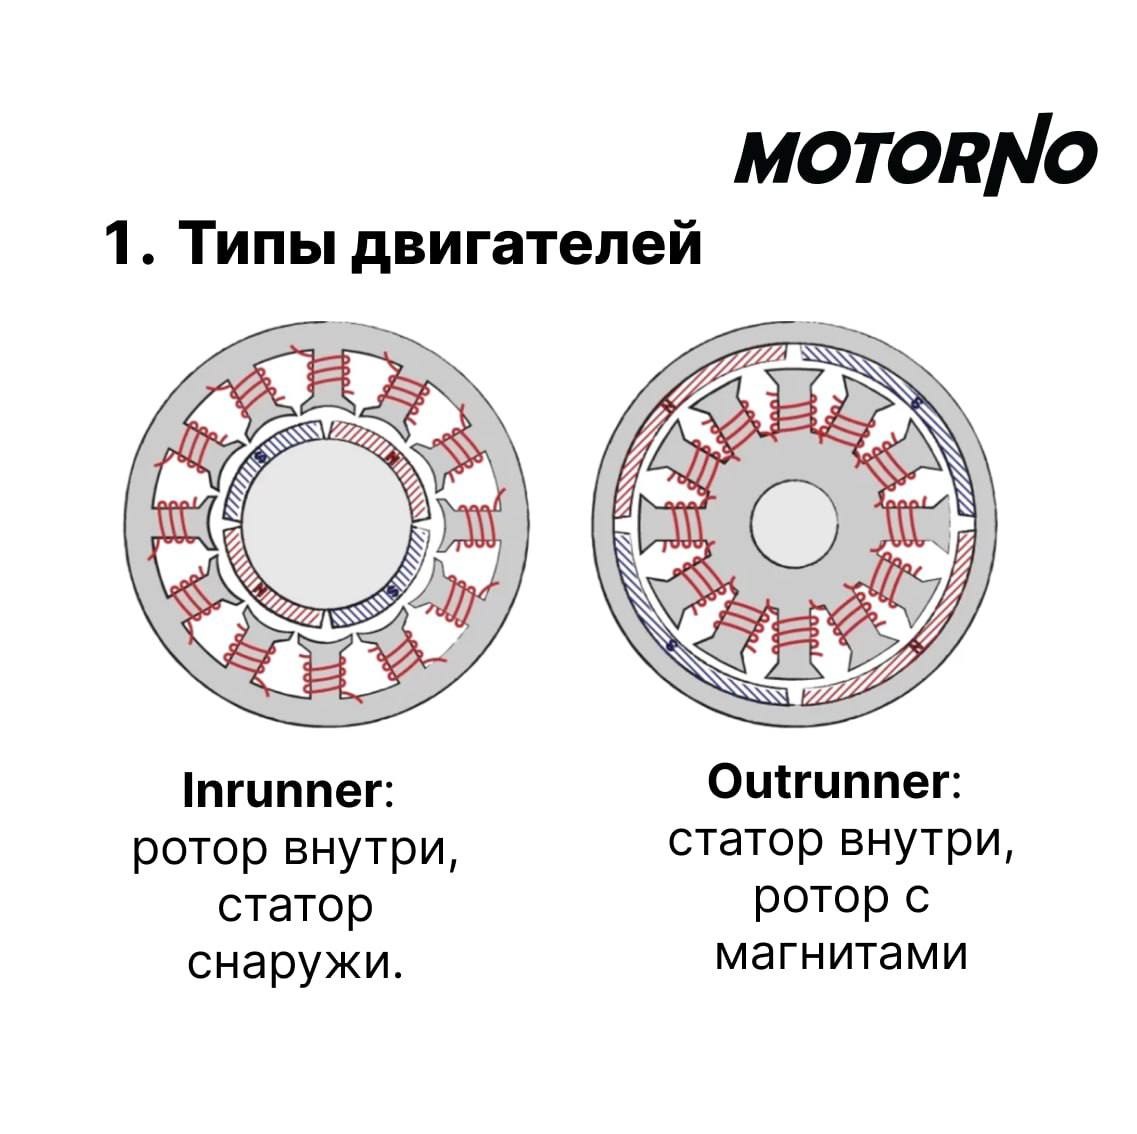 MOTORNO
1. Типы двигателей
S
N
N
S
N
S
S
N
Inrunner:
ротор внутри,
статор
снаружи.
Outrunner:
статор внутри,
ротор с
магнитами